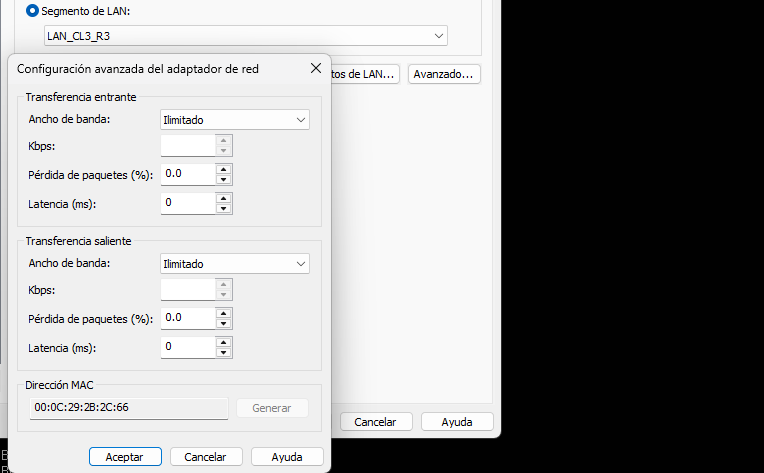 Segmento de LAN:
LAN_CL3_R3
Configuración avanzada del adaptador de red
tos de LAN...
Avanzado...
Transferencia entrante
Ancho de banda: Ilimitado
Kbps:
Pérdida de paquetes (%): 0.0
Latencia (ms): 0
Transferencia saliente
Ancho de banda: Ilimitado
Kbps:
Pérdida de paquetes (%): 0.0
Latencia (ms): 0
Dirección MAC
00:0C:29:2B:2C:66 Generar
Cancelar Ayuda
Aceptar Cancelar Ayuda